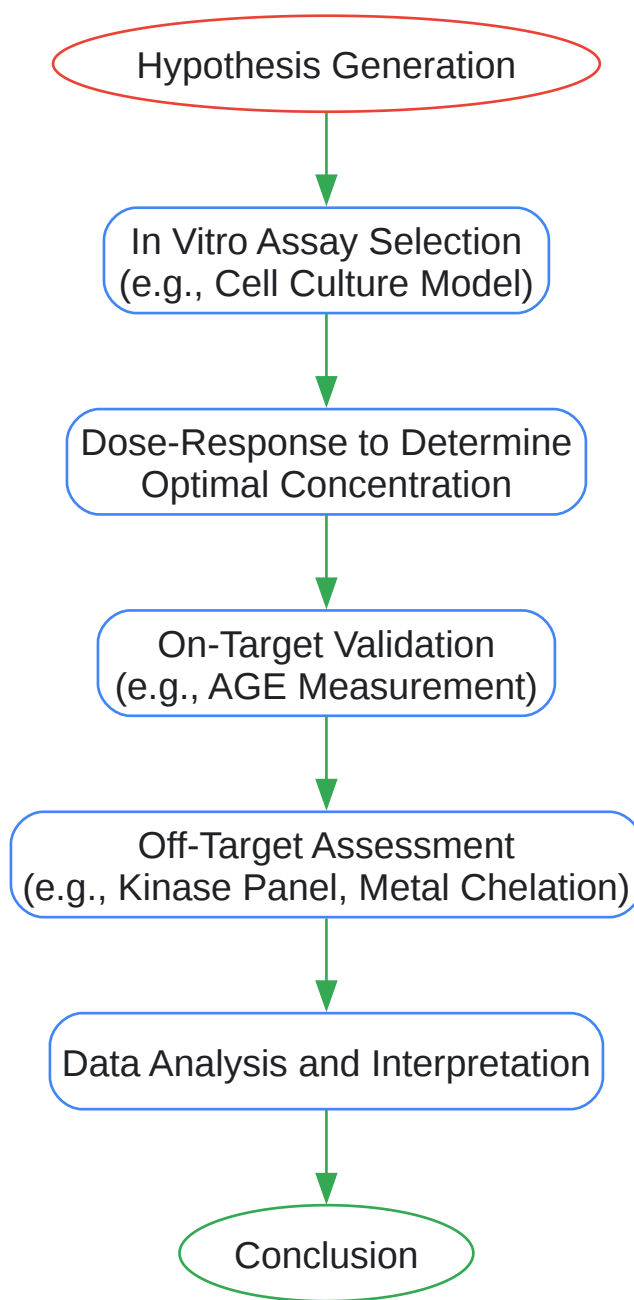 Hypothesis Generation
In Vitro Assay Selection
(e.g., Cell Culture Model)
Dose-Response to Determine
Optimal Concentration
On-Target Validation
(e.g., AGE Measurement)
Off-Target Assessment
(e.g., Kinase Panel, Metal Chelation)
Data Analysis and Interpretation
Conclusion